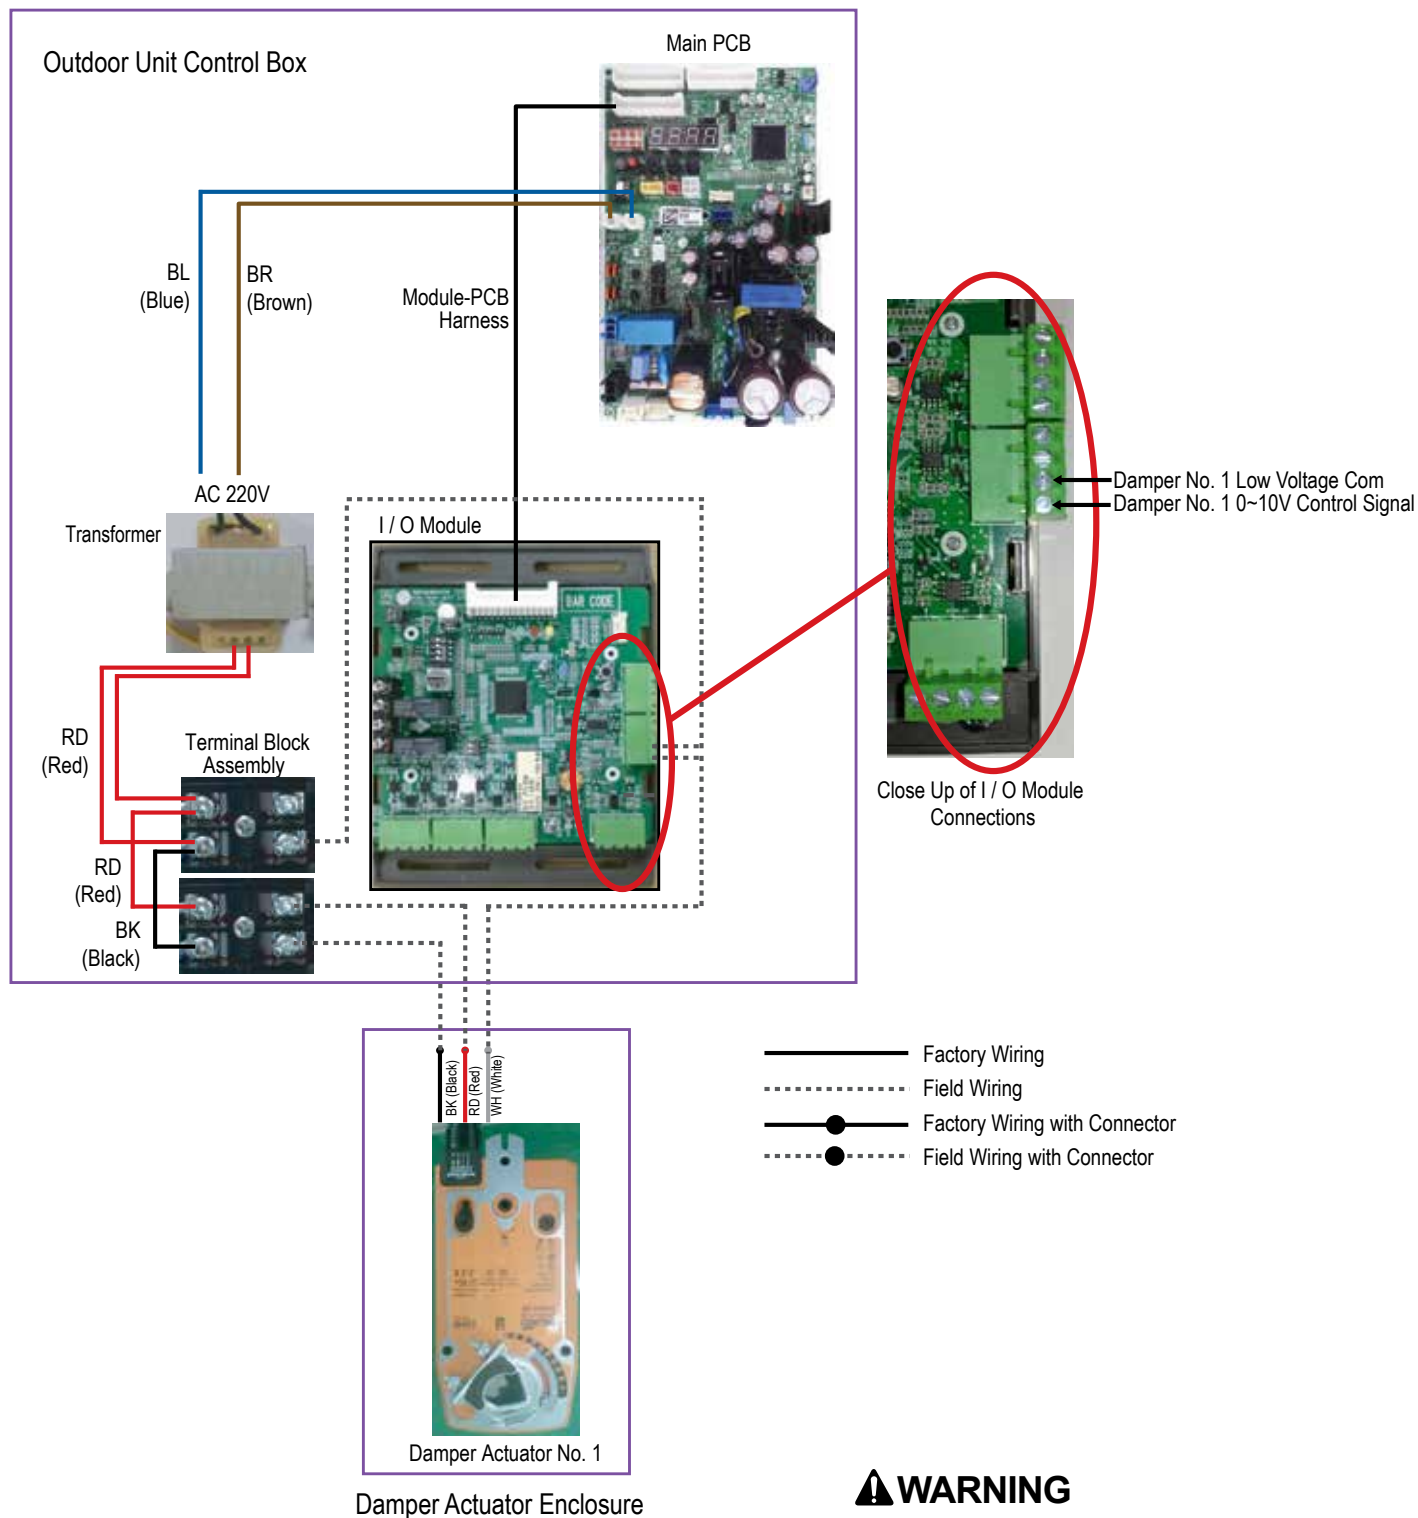 Outdoor Unit Control Box
Main PCB
BL
(Blue)
BR
(Brown)
Module-PCB
Harness
AC 220V
Transformer
I / O Module
BAR CODE
Damper No. 1 Low Voltage Com
Damper No. 1 0~10V Control Signal
RD
(Red)
Terminal Block
Assembly
Close Up of I / O Module
Connections
RD
(Red)
BK
(Black)
BK (Black)
RD (Red)
WH (White)
Factory Wiring
Field Wiring
Factory Wiring with Connector
Field Wiring with Connector
Damper Actuator No. 1
Damper Actuator Enclosure
WARNING